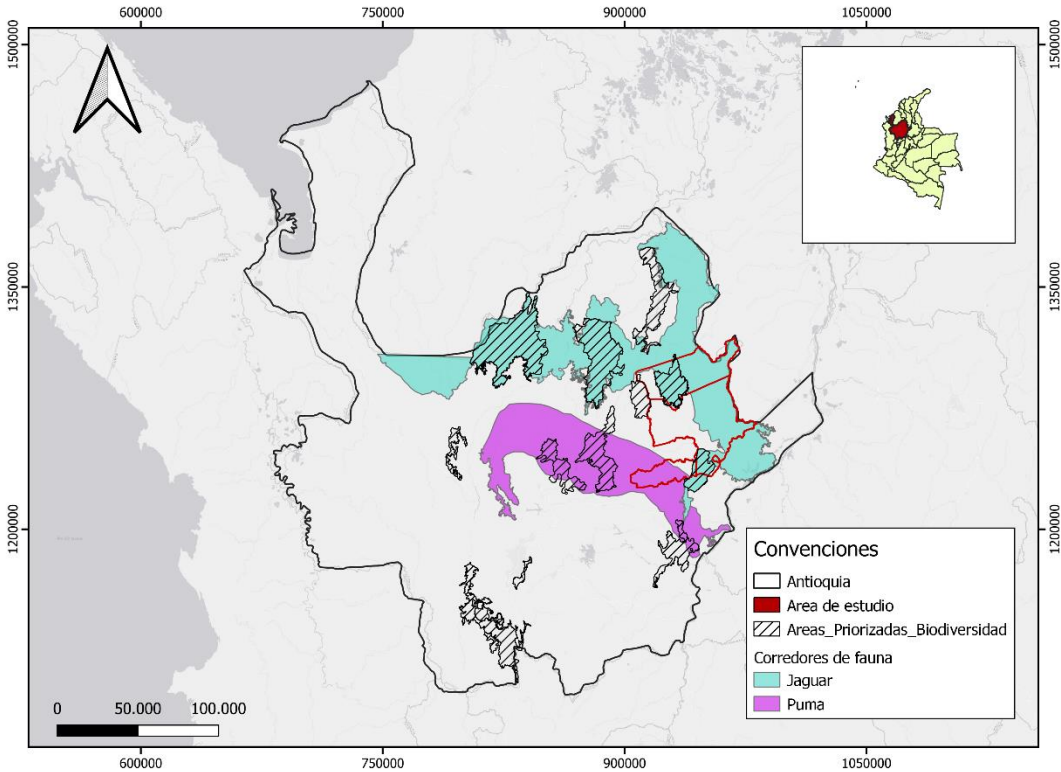 600000 750000 900000 1050000
1500000 1500000
1350000 1350000
1200000 1200000
Convenciones
Antioquia
Area de estudio
Areas_Priorizadas_Biodiversidad
Corredores de fauna
Jaguar
Puma
0 50.000 100.000
600000 750000 900000 1050000